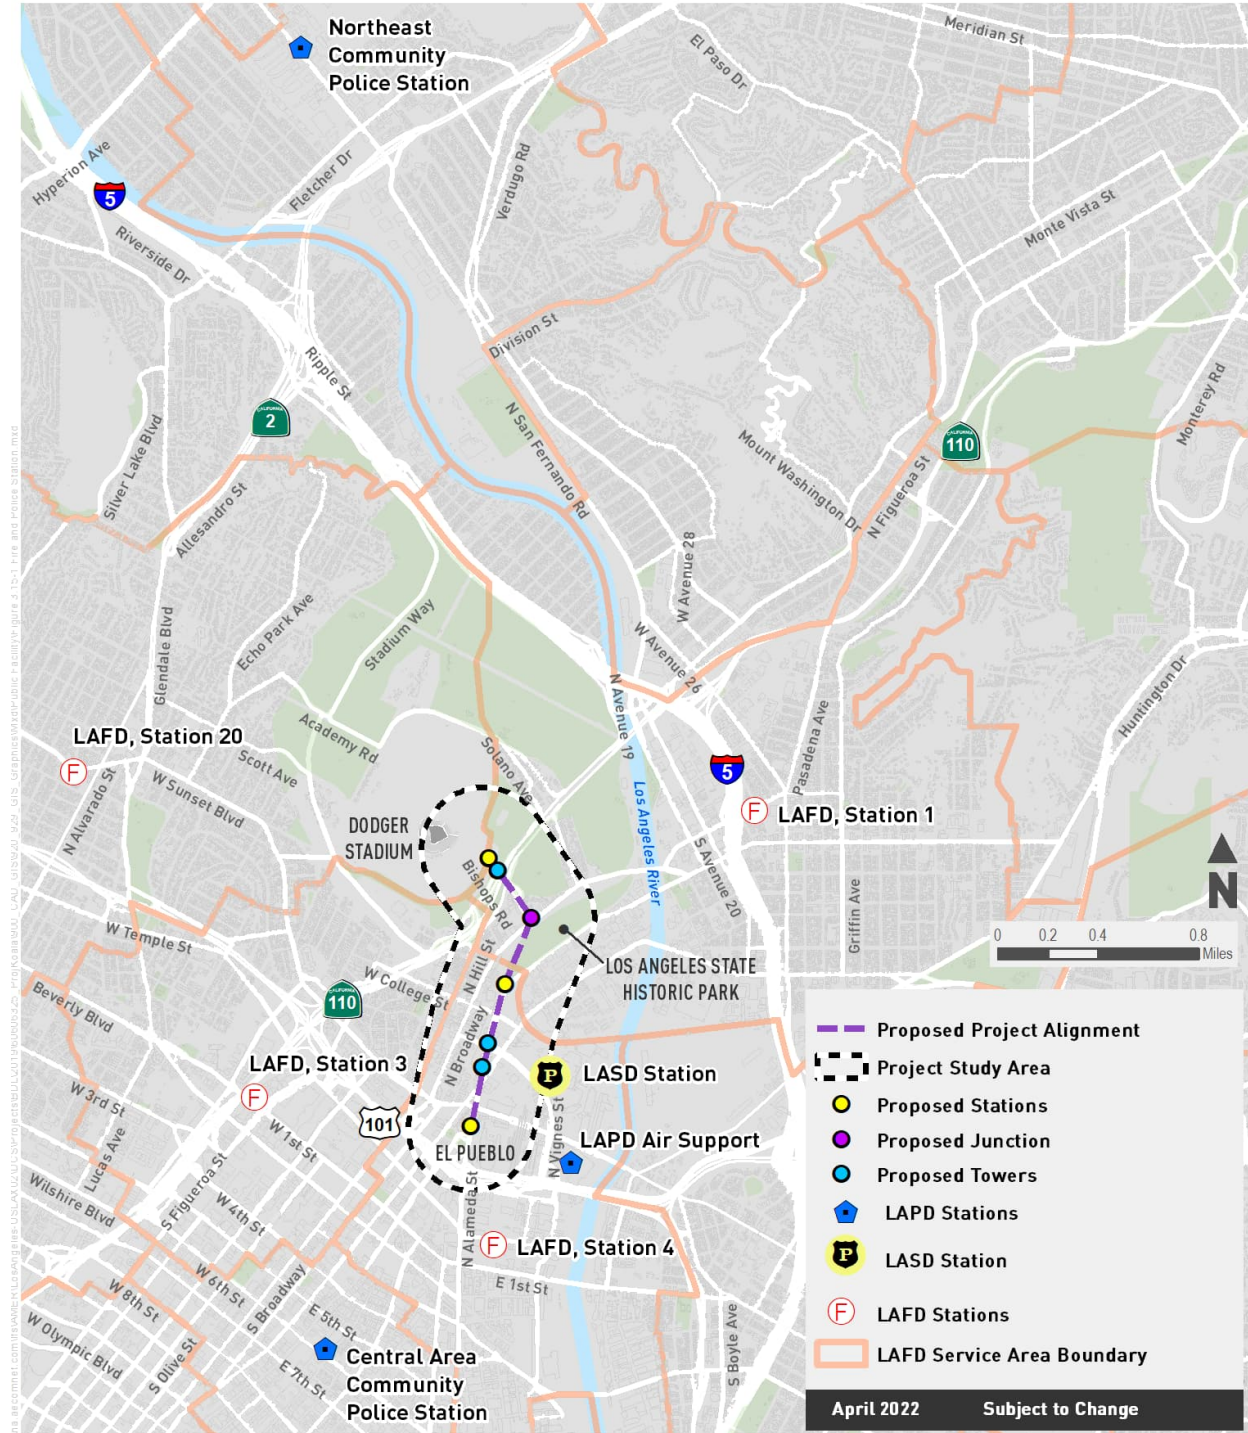 Northeast
Community
Police Station
Meridian St
El Paso Dr
Hyperion Ave
Fletcher Dr
Verdugo Rd
5
Riverside Dr
Monte Vista St
Division St
Ripple St
CALIFORNIA
2
N San Fernando Rd
Monterey Rd
CALIFORNIA
110
Silver Lake Blvd
Allesandro St
Mount Washington Dr
N Figueroa St
W Avenue 28
Echo Park Ave
Stadium Way
Glendale Blvd
W Avenue 26
N Avenue 19
Huntington Dr
Academy Rd
Pasadena Ave
LAFD, Station 20
F
Scott Ave
Solano Ave
5
W Sunset Blvd
N Alvarado St
Los Angeles River
F
LAFD, Station 1
DODGER
STADIUM
S Avenue 20
N
Bishops Rd
Griffin Ave
W Temple St
N Hill St
0 0.2 0.4 0.8
Miles
LOS ANGELES STATE
HISTORIC PARK
W College St
CALIFORNIA
110
Beverly Blvd
N Broadway
LAFD, Station 3
F
P
LASD Station
W 3rd St
101
W 1st St
N Vignes St
LAPD Air Support
EL PUEBLO
Lucas Ave
Wilshire Blvd
S Figueroa St
W 4th St
N Alameda St
F
LAFD, Station 4
W 6th St
S Broadway
E 1st St
W 8th St
E 5th St
W Olympic Blvd
S Olive St
E 7th St
S Boyle Ave
Central Area
Community
Police Station
Proposed Project Alignment
Project Study Area
Proposed Stations
Proposed Junction
Proposed Towers
LAPD Stations
P
LASD Station
F
LAFD Stations
LAFD Service Area Boundary
April 2022 Subject to Change